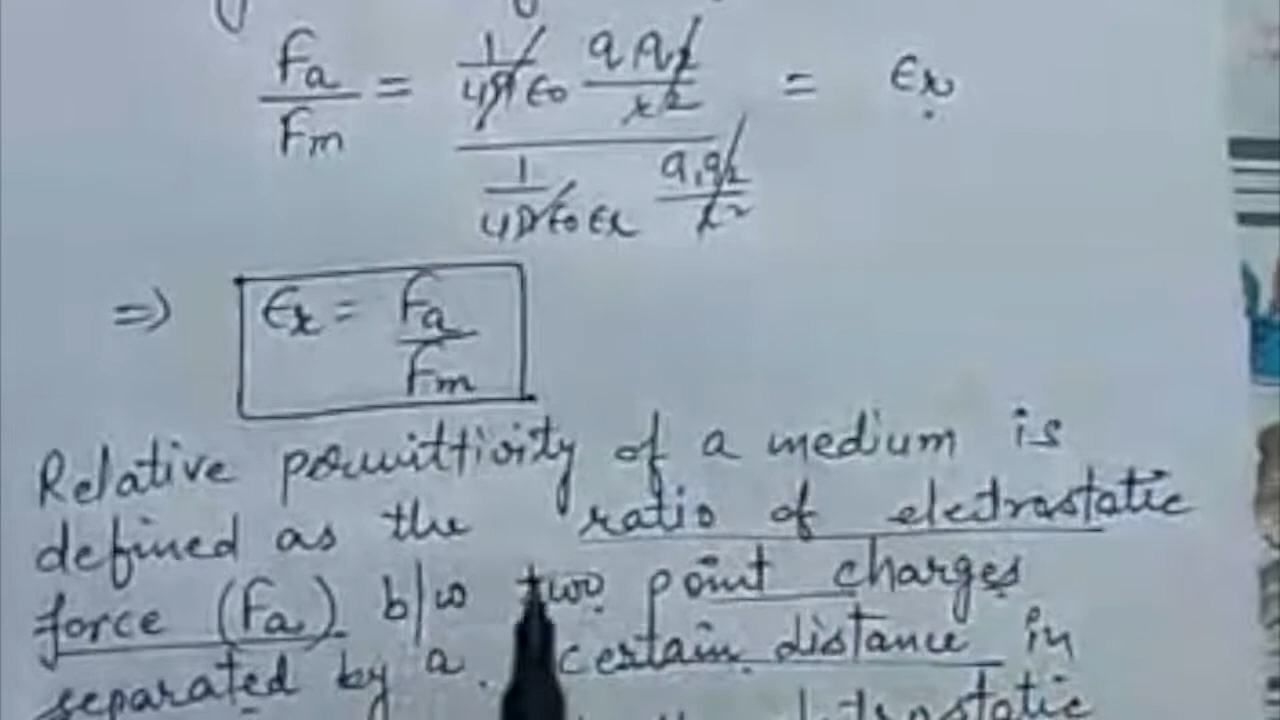 Fa/Fm = (1/4πϵ₀ q₁q₂/r²) / (1/4πϵ₀ϵr q₁q₂/r²) = ϵr
⇒ ϵr = Fa/Fm
Relative permittivity of a medium is
defined as the ratio of electrostatic
force (Fa) b/w two point charges
separated by a certain distance in